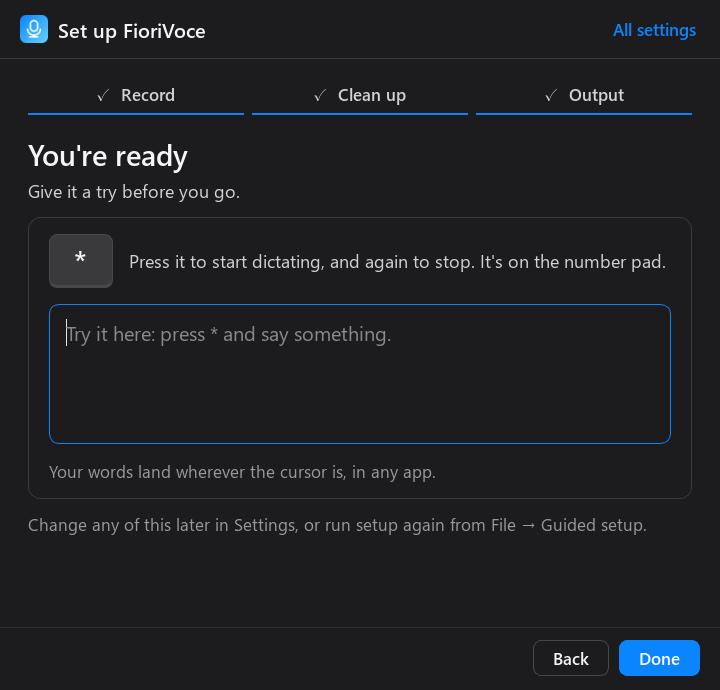 Set up FioriVoce
All settings
✓ Record
✓ Clean up
✓ Output
You're ready
Give it a try before you go.
*
Press it to start dictating, and again to stop. It's on the number pad.
Try it here: press * and say something.
Your words land wherever the cursor is, in any app.
Change any of this later in Settings, or run setup again from File → Guided setup.
Back
Done